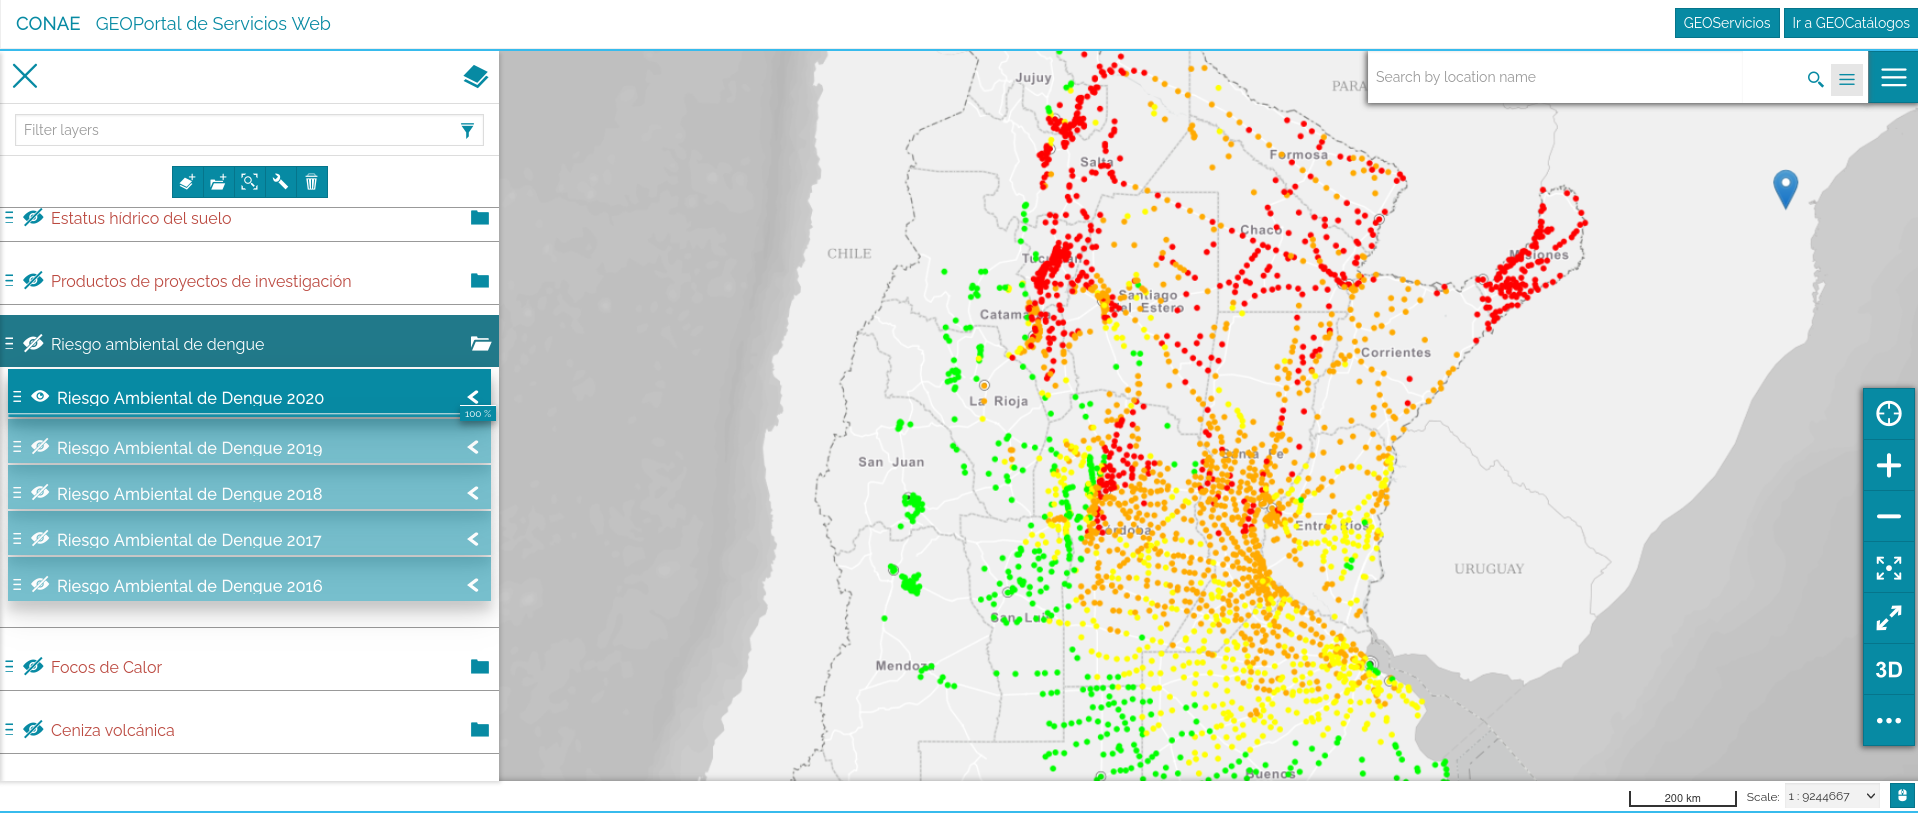 CONAE GEOPortal de Servicios Web
GEOServicios
Ir a GEOCatálogos
Filter layers
Estatus hídrico del suelo
Productos de proyectos de investigación
Riesgo ambiental de dengue
Riesgo Ambiental de Dengue 2020
100 %
Riesgo Ambiental de Dengue 2019
Riesgo Ambiental de Dengue 2018
Riesgo Ambiental de Dengue 2017
Riesgo Ambiental de Dengue 2016
Focos de Calor
Ceniza volcánica
Search by location name
Jujuy
PARA
Salta
Formosa
CHILE
Chaco
Misiones
Santiago
del Estero
Corrientes
La Rioja
San Juan
Santa Fe
Córdoba
Entre Ríos
URUGUAY
San Luis
Mendoza
Buenos
3D
200 km
Scale:
1 : 9244667